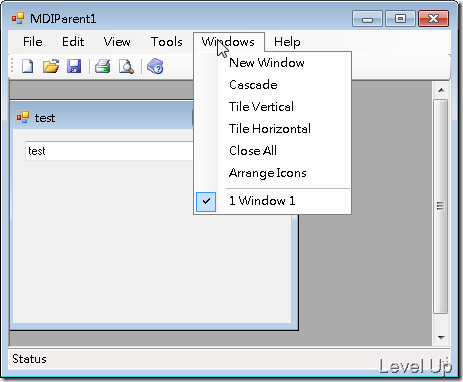 MDIParent1
File Edit View Tools Windows Help
New Window
Cascade
Tile Vertical
Tile Horizontal
Close All
Arrange Icons
1 Window 1
test
test
Status
Level Up